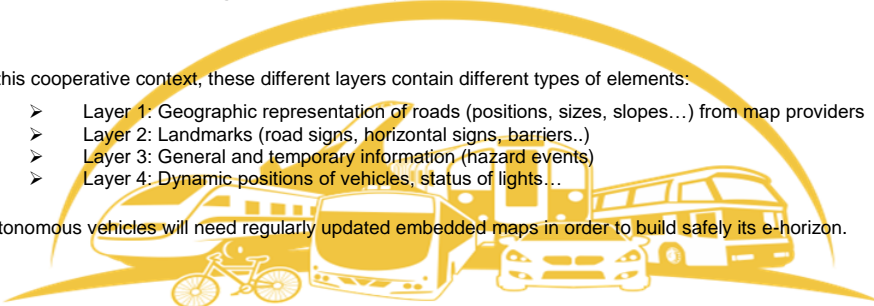 this cooperative context, these different layers contain different types of elements:
➢ Layer 1: Geographic representation of roads (positions, sizes, slopes…) from map providers
➢ Layer 2: Landmarks (road signs, horizontal signs, barriers..)
➢ Layer 3: General and temporary information (hazard events)
➢ Layer 4: Dynamic positions of vehicles, status of lights…
tonomous vehicles will need regularly updated embedded maps in order to build safely its e-horizon.